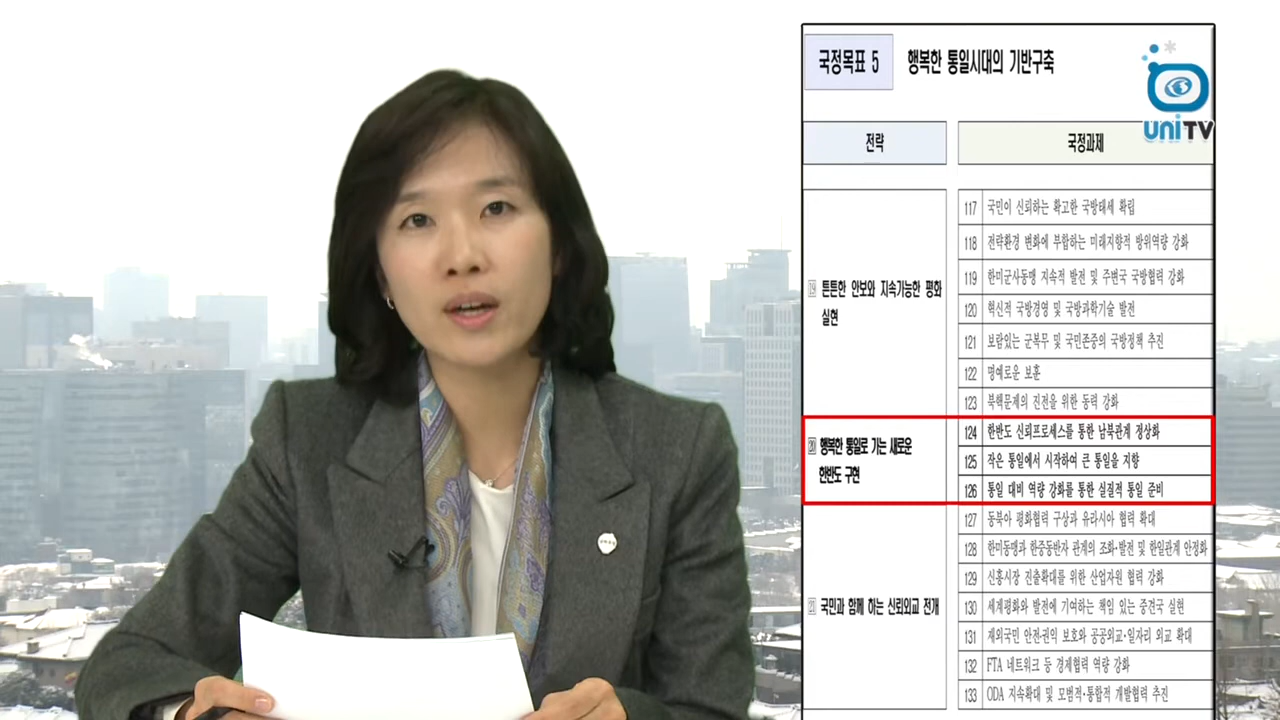 국정목표 5 행복한 통일시대의 기반구축
uniTV
전략 국정과제
117 국민이 신뢰하는 확고한 국방태세 확립
118 전략환경 변화에 부합하는 미래지향적 방위역량 강화
119 한미군사동맹 지속적 발전 및 주변국 국방협력 강화
19 튼튼한 안보와 지속가능한 평화
실현
120 혁신적 국방경영 및 국방과학기술 발전
121 보람있는 군복무 및 국민존중의 국방정책 추진
122 명예로운 보훈
123 북핵문제의 진전을 위한 동력 강화
20 행복한 통일로 가는 새로운
한반도 구현
124 한반도 신뢰프로세스를 통한 남북관계 정상화
125 작은 통일에서 시작하여 큰 통일을 지향
126 통일 대비 역량 강화를 통한 실질적 통일 준비
127 동북아 평화협력 구상과 유라시아 협력 확대
128 한미동맹과 한중동반자 관계의 조화·발전 및 한일관계 안정화
129 신흥시장 진출확대를 위한 산업자원 협력 강화
21 국민과 함께 하는 신뢰외교 전개
130 세계평화와 발전에 기여하는 책임 있는 중견국 실현
131 재외국민 안전·권익 보호와 공공외교·일자리 외교 확대
132 FTA 네트워크 등 경제협력 역량 강화
133 ODA 지속확대 및 모범적·통합적 개발협력 추진